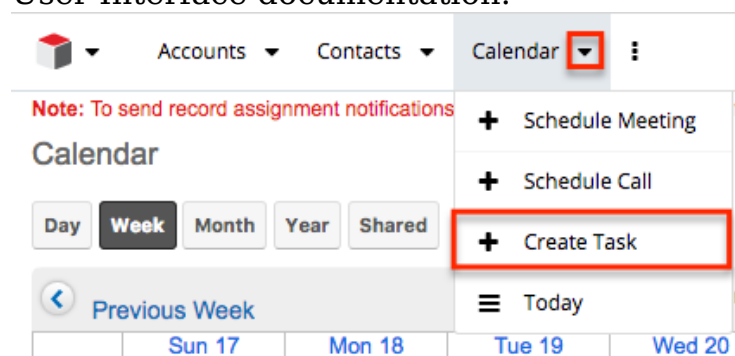 User Interface documentation.
Accounts Contacts Calendar
Note: To send record assignment notifications
Schedule Meeting
Calendar
Schedule Call
Day Week Month Year Shared
Create Task
Today
Previous Week
Sun 17 Mon 18 Tue 19 Wed 20